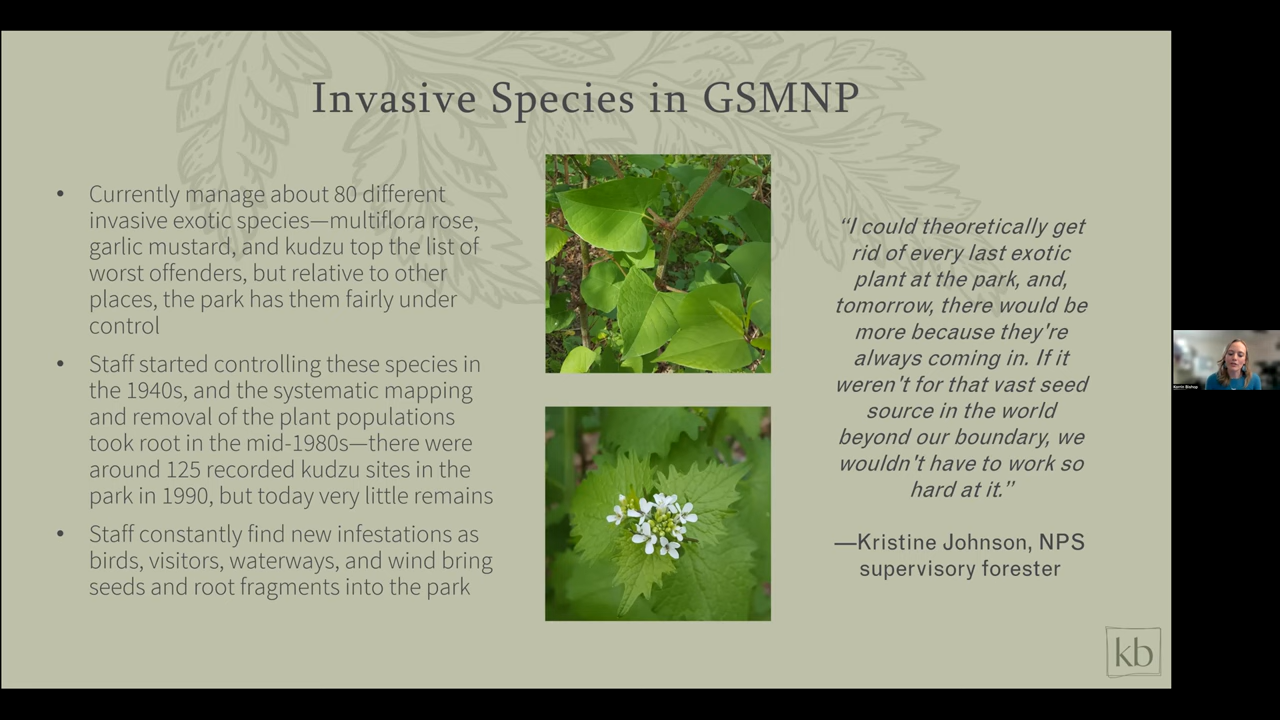 Invasive Species in GSMNP
• Currently manage about 80 different
invasive exotic species—multiflora rose,
garlic mustard, and kudzu top the list of
worst offenders, but relative to other
places, the park has them fairly under
control
• Staff started controlling these species in
the 1940s, and the systematic mapping
and removal of the plant populations
took root in the mid-1980s—there were
around 125 recorded kudzu sites in the
park in 1990, but today very little remains
• Staff constantly find new infestations as
birds, visitors, waterways, and wind bring
seeds and root fragments into the park
“I could theoretically get
rid of every last exotic
plant at the park, and,
tomorrow, there would be
more because they're
always coming in. If it
weren't for that vast seed
source in the world
beyond our boundary, we
wouldn't have to work so
hard at it.”
—Kristine Johnson, NPS
supervisory forester
kb
Korrin Bishop